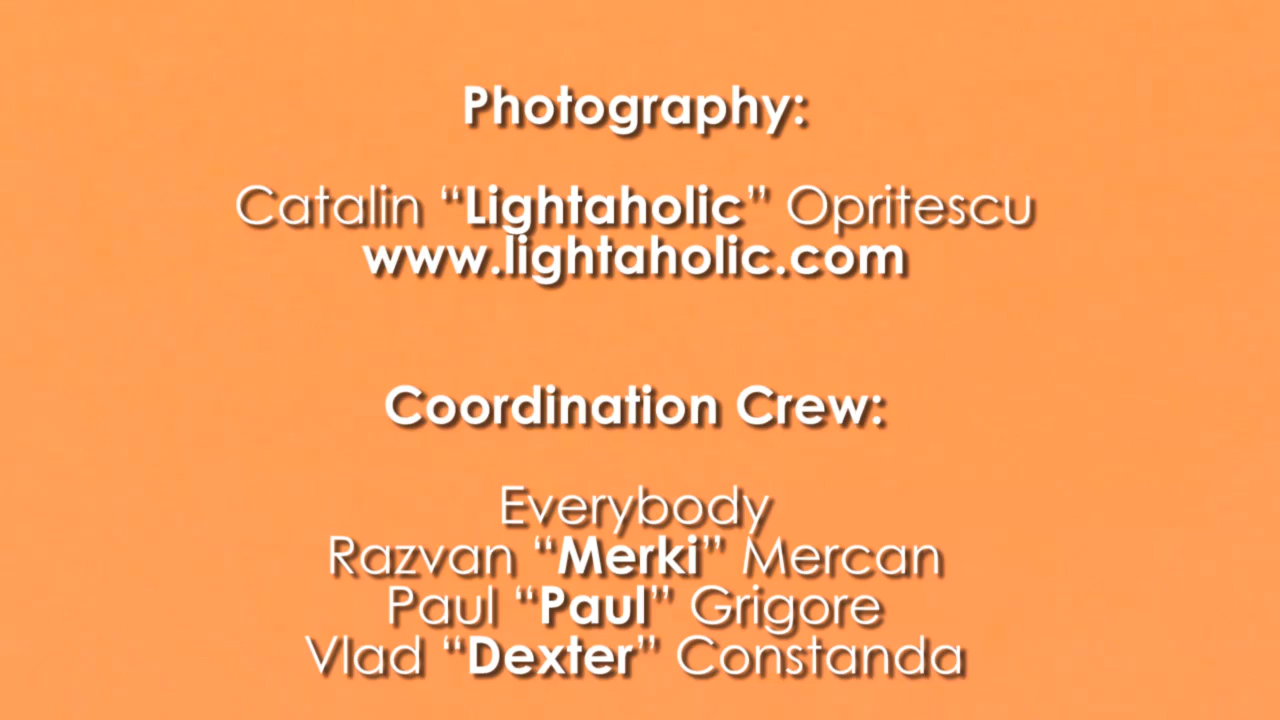 Photography:
Catalin “Lightaholic” Opritescu
www.lightaholic.com
Coordination Crew:
Everybody
Razvan “Merki” Mercan
Paul “Paul” Grigore
Vlad “Dexter” Constanda